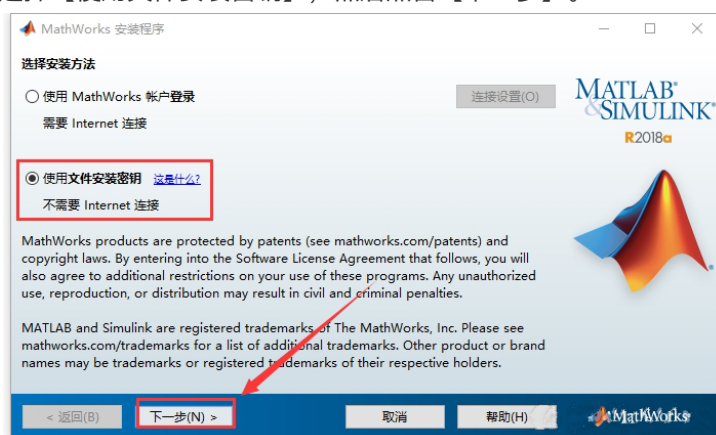 MathWorks 安装程序
选择安装方法
使用 MathWorks 帐户登录
连接设置(O)
需要 Internet 连接
MATLAB®
&SIMULINK®
R2018a
使用文件安装密钥 这是什么?
不需要 Internet 连接
MathWorks products are protected by patents (see mathworks.com/patents) and
copyright laws. By entering into the Software License Agreement that follows, you will
also agree to additional restrictions on your use of these programs. Any unauthorized
use, reproduction, or distribution may result in civil and criminal penalties.
MATLAB and Simulink are registered trademarks of The MathWorks, Inc. Please see
mathworks.com/trademarks for a list of additional trademarks. Other product or brand
names may be trademarks or registered trademarks of their respective holders.
< 返回(B) 下一步(N) > 取消 帮助(H) MathWorks®